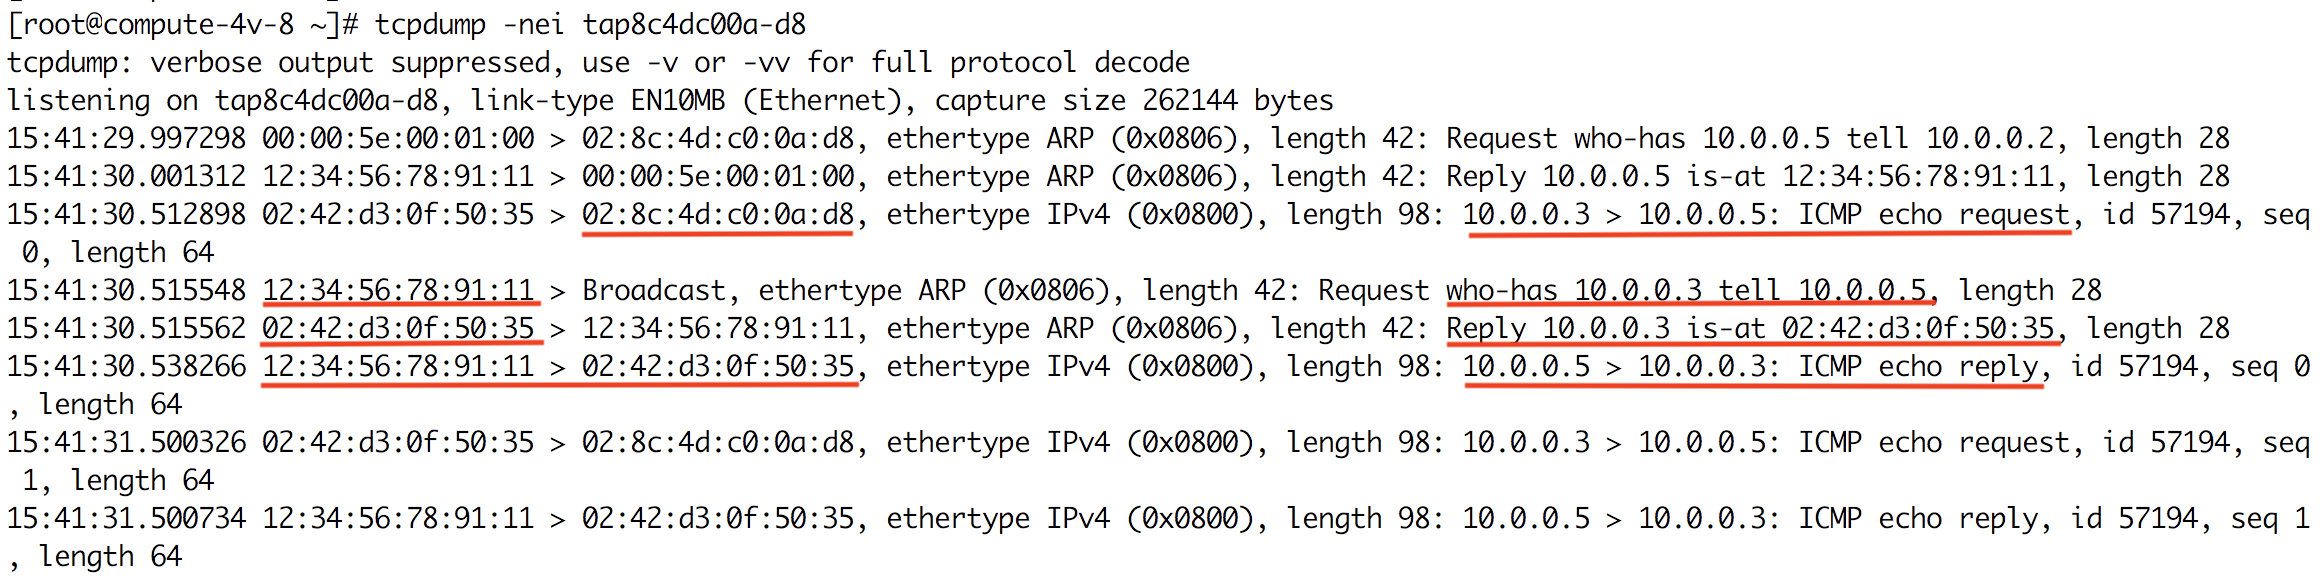 [root@compute-4v-8 ~]# tcpdump -nei tap8c4dc00a-d8
tcpdump: verbose output suppressed, use -v or -vv for full protocol decode
listening on tap8c4dc00a-d8, link-type EN10MB (Ethernet), capture size 262144 bytes
15:41:29.997298 00:00:5e:00:01:00 > 02:8c:4d:c0:0a:d8, ethertype ARP (0x0806), length 42: Request who-has 10.0.0.5 tell 10.0.0.2, length 28
15:41:30.001312 12:34:56:78:91:11 > 00:00:5e:00:01:00, ethertype ARP (0x0806), length 42: Reply 10.0.0.5 is-at 12:34:56:78:91:11, length 28
15:41:30.512898 02:42:d3:0f:50:35 > 02:8c:4d:c0:0a:d8, ethertype IPv4 (0x0800), length 98: 10.0.0.3 > 10.0.0.5: ICMP echo request, id 57194, seq
 0, length 64
15:41:30.515548 12:34:56:78:91:11 > Broadcast, ethertype ARP (0x0806), length 42: Request who-has 10.0.0.3 tell 10.0.0.5, length 28
15:41:30.515562 02:42:d3:0f:50:35 > 12:34:56:78:91:11, ethertype ARP (0x0806), length 42: Reply 10.0.0.3 is-at 02:42:d3:0f:50:35, length 28
15:41:30.538266 12:34:56:78:91:11 > 02:42:d3:0f:50:35, ethertype IPv4 (0x0800), length 98: 10.0.0.5 > 10.0.0.3: ICMP echo reply, id 57194, seq 0
, length 64
15:41:31.500326 02:42:d3:0f:50:35 > 02:8c:4d:c0:0a:d8, ethertype IPv4 (0x0800), length 98: 10.0.0.3 > 10.0.0.5: ICMP echo request, id 57194, seq
 1, length 64
15:41:31.500734 12:34:56:78:91:11 > 02:42:d3:0f:50:35, ethertype IPv4 (0x0800), length 98: 10.0.0.5 > 10.0.0.3: ICMP echo reply, id 57194, seq 1
, length 64